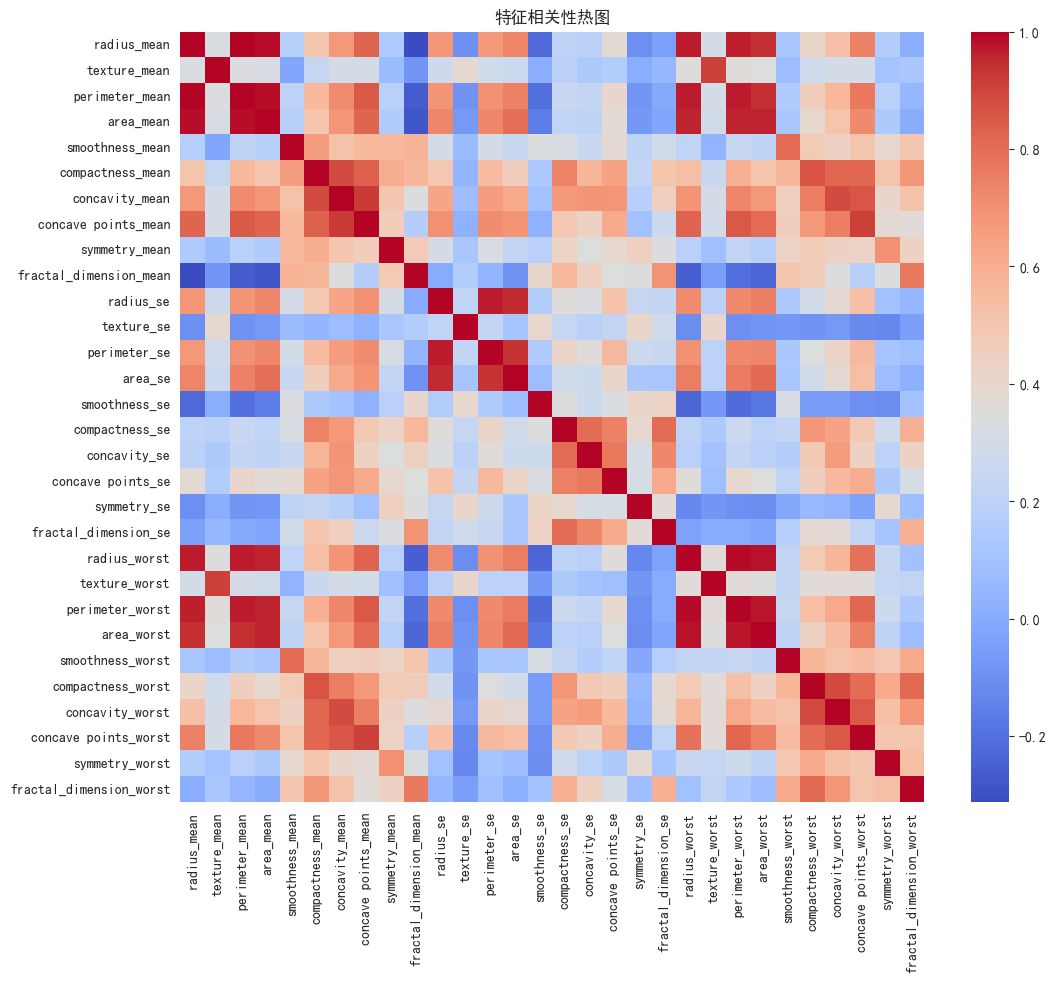 特征相关性热图
radius_mean
texture_mean
perimeter_mean
area_mean
smoothness_mean
compactness_mean
concavity_mean
concave points_mean
symmetry_mean
fractal_dimension_mean
radius_se
texture_se
perimeter_se
area_se
smoothness_se
compactness_se
concavity_se
concave points_se
symmetry_se
fractal_dimension_se
radius_worst
texture_worst
perimeter_worst
area_worst
smoothness_worst
compactness_worst
concavity_worst
concave points_worst
symmetry_worst
fractal_dimension_worst
radius_mean
texture_mean
perimeter_mean
area_mean
smoothness_mean
compactness_mean
concavity_mean
concave points_mean
symmetry_mean
fractal_dimension_mean
radius_se
texture_se
perimeter_se
area_se
smoothness_se
compactness_se
concavity_se
concave points_se
symmetry_se
fractal_dimension_se
radius_worst
texture_worst
perimeter_worst
area_worst
smoothness_worst
compactness_worst
concavity_worst
concave points_worst
symmetry_worst
fractal_dimension_worst
1.0
0.8
0.6
0.4
0.2
0.0
−0.2